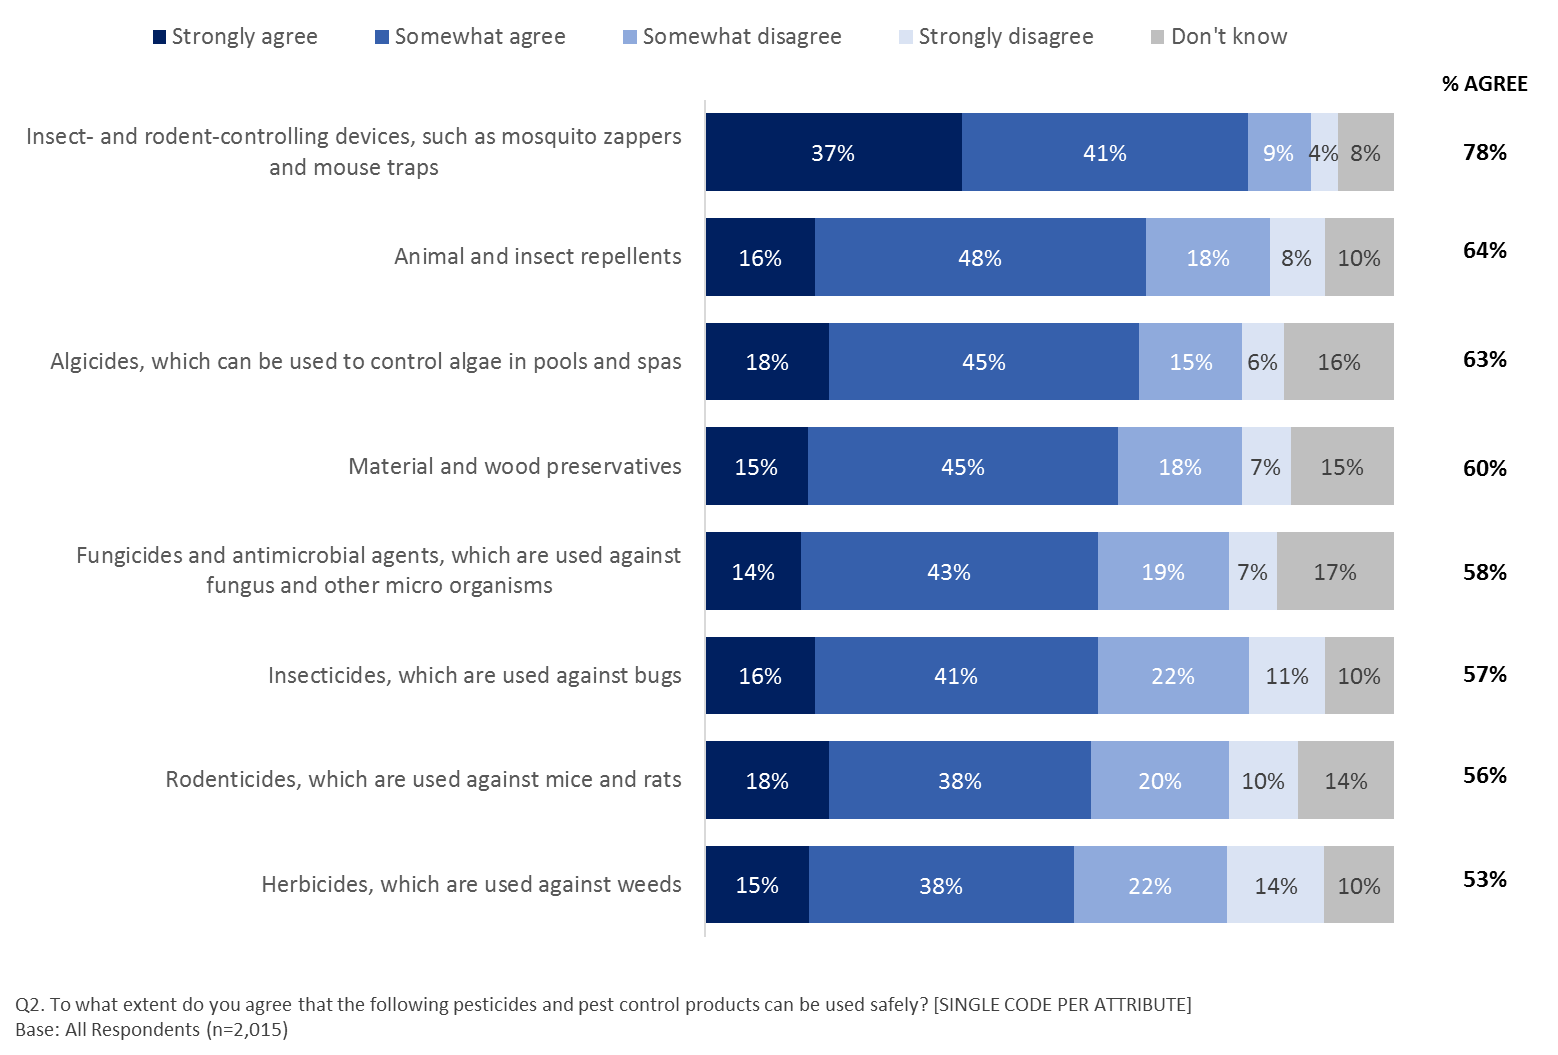 Strongly agree Somewhat agree Somewhat disagree Strongly disagree Don't know
% AGREE
Insect- and rodent-controlling devices, such as mosquito zappers
and mouse traps
37% 41% 9% 4% 8% 78%
Animal and insect repellents 16% 48% 18% 8% 10% 64%
Algicides, which can be used to control algae in pools and spas 18% 45% 15% 6% 16% 63%
Material and wood preservatives 15% 45% 18% 7% 15% 60%
Fungicides and antimicrobial agents, which are used against
fungus and other micro organisms
14% 43% 19% 7% 17% 58%
Insecticides, which are used against bugs 16% 41% 22% 11% 10% 57%
Rodenticides, which are used against mice and rats 18% 38% 20% 10% 14% 56%
Herbicides, which are used against weeds 15% 38% 22% 14% 10% 53%
Q2. To what extent do you agree that the following pesticides and pest control products can be used safely? [SINGLE CODE PER ATTRIBUTE]
Base: All Respondents (n=2,015)